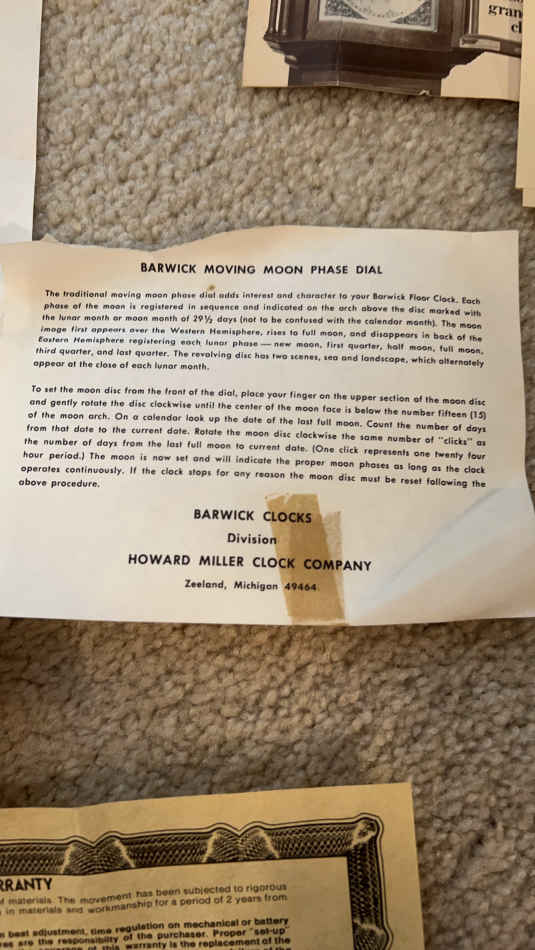 gran
cl
BARWICK MOVING MOON PHASE DIAL
The traditional moving moon phase dial adds interest and character to your Barwick Floor Clock. Each
phase of the moon is registered in sequence and indicated on the arch above the disc marked with
the lunar month or moon month of 29½ days (not to be confused with the calendar month). The moon
image first appears over the Western Hemisphere, rises to full moon, and disappears in back of the
Eastern Hemisphere registering each lunar phase — new moon, first quarter, half moon, full moon,
third quarter, and last quarter. The revolving disc has two scenes, sea and landscape, which alternately
appear at the close of each lunar month.
To set the moon disc from the front of the dial, place your finger on the upper section of the moon disc
and gently rotate the disc clockwise until the center of the moon face is below the number fifteen (15)
of the moon arch. On a calendar look up the date of the last full moon. Count the number of days
from that date to the current date. Rotate the moon disc clockwise the same number of "clicks" as
the number of days from the last full moon to current date. (One click represents one twenty four
hour period.) The moon is now set and will indicate the proper moon phases as long as the clock
operates continuously. If the clock stops for any reason the moon disc must be reset following the
above procedure.
BARWICK CLOCKS
Division
HOWARD MILLER CLOCK COMPANY
Zeeland, Michigan 49464
RRANTY
of materials. The movement has been subjected to rigorous
in materials and workmanship for a period of 2 years from
beat adjustment, time regulation on mechanical or battery
are the responsibility of the purchaser. Proper "set-up"
of this warranty is the replacement of the